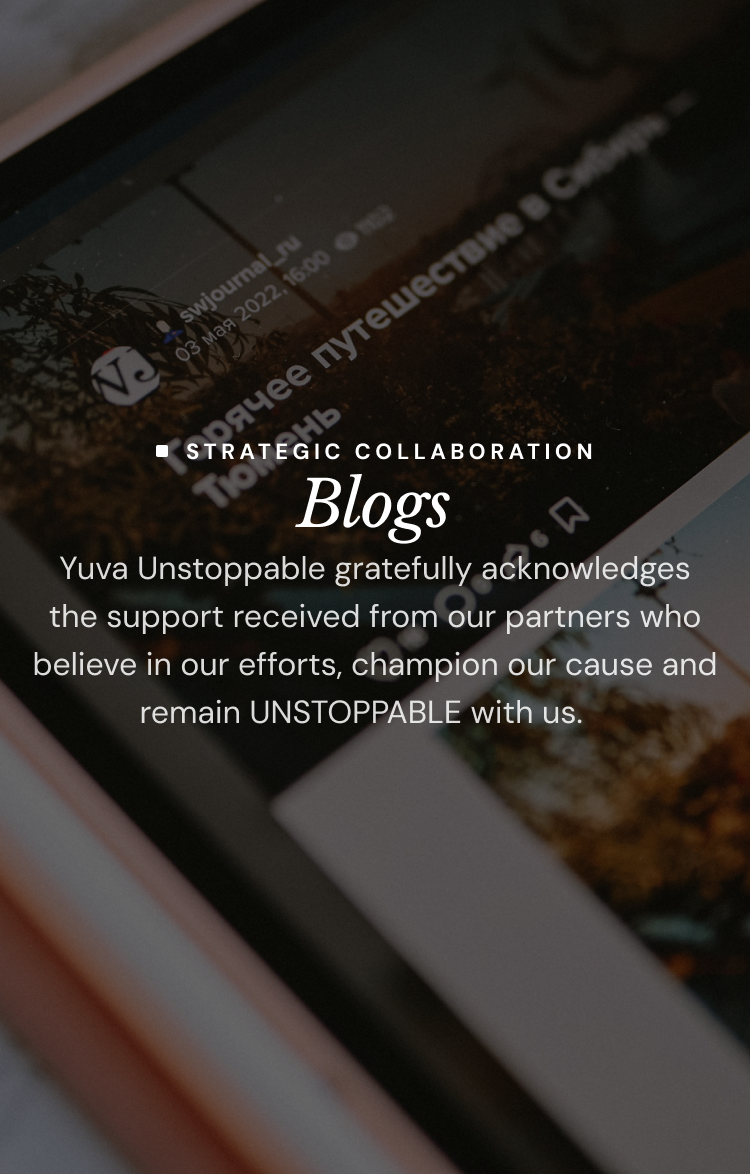 swjournal_ru
03 мая 2022, 16:00
Горячее путешествие в Сибирь —
Тюмень
STRATEGIC COLLABORATION
Blogs
Yuva Unstoppable gratefully acknowledges
the support received from our partners who
believe in our efforts, champion our cause and
remain UNSTOPPABLE with us.